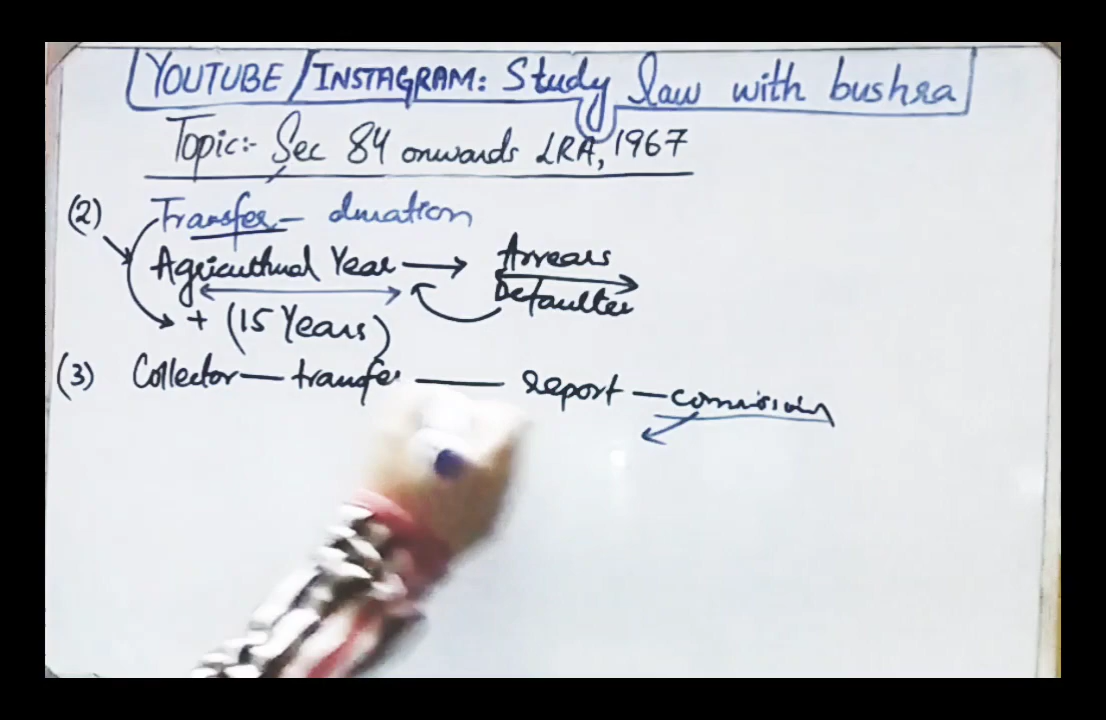 YOUTUBE/INSTAGRAM: Study law with bushra
Topic:- Sec 84 onwards LRA, 1967
(2) Transfer - duration
Agricultural Year → Arrears
Defaulter
+ (15 Years)
(3) Collector — transfer — report — commission